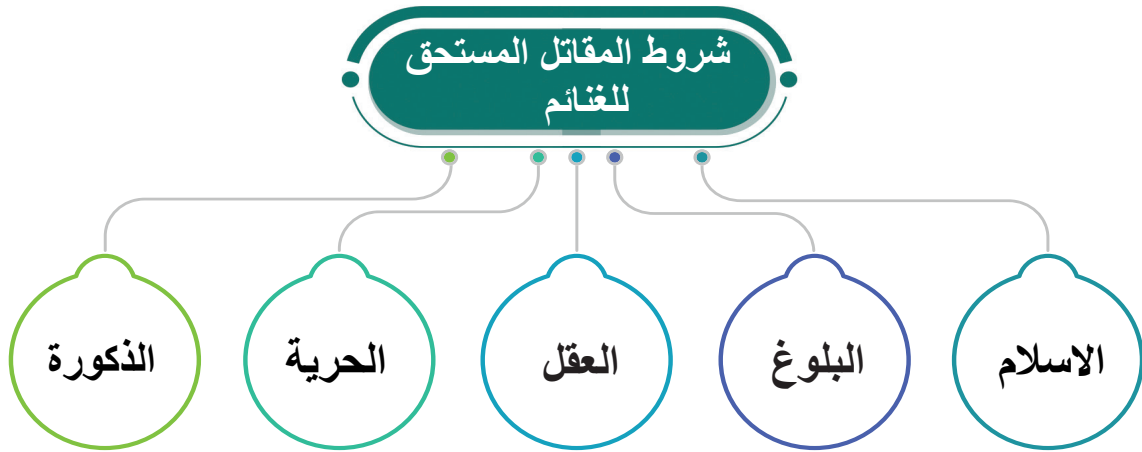 شروط المقاتل المستحق
للغنائم
الاسلام
البلوغ
العقل
الحرية
الذكورة